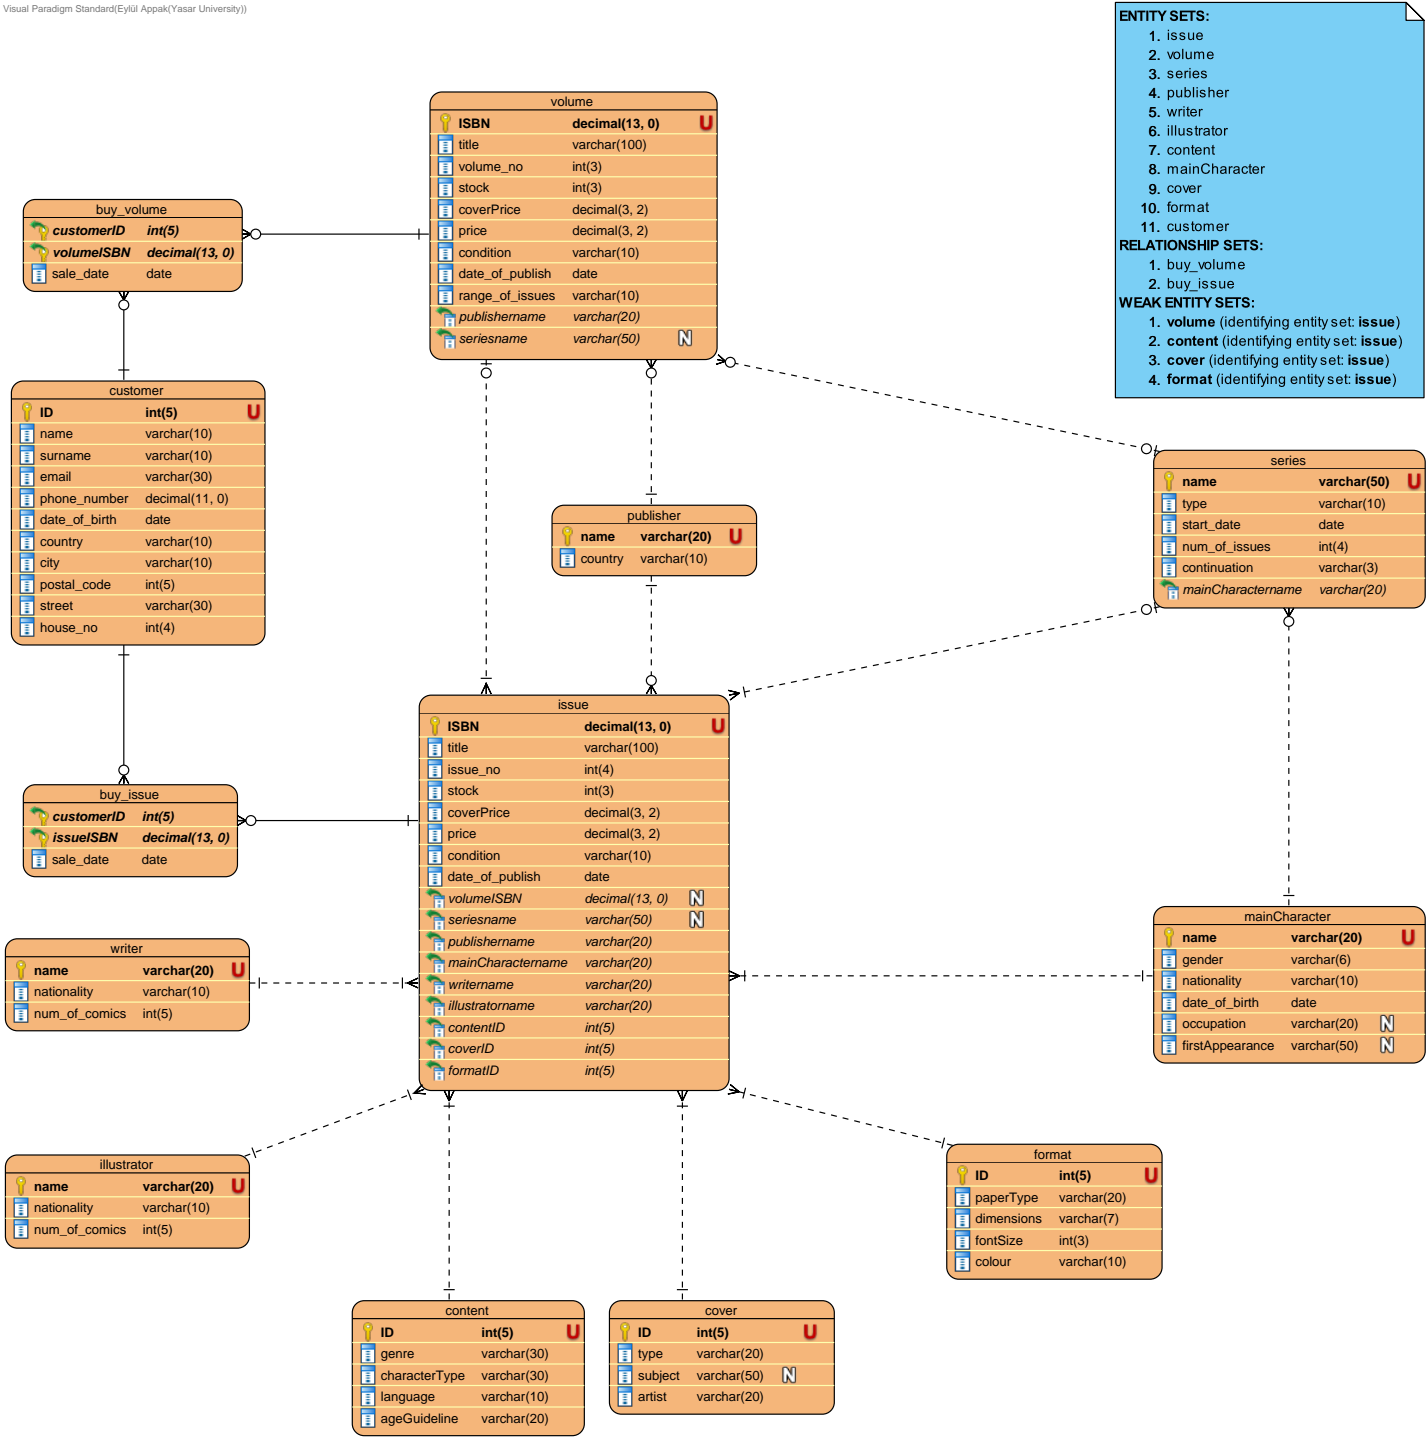 Visual Paradigm Standard(Eylül Appak(Yasar University))
ENTITY SETS:
1. issue
2. volume
3. series
4. publisher
5. writer
6. illustrator
7. content
8. mainCharacter
9. cover
10. format
11. customer
RELATIONSHIP SETS:
1. buy_volume
2. buy_issue
WEAK ENTITY SETS:
1. volume (identifying entity set: issue)
2. content (identifying entity set: issue)
3. cover (identifying entity set: issue)
4. format (identifying entity set: issue)
volume
ISBN decimal(13, 0) U
title varchar(100)
volume_no int(3)
stock int(3)
coverPrice decimal(3, 2)
price decimal(3, 2)
condition varchar(10)
date_of_publish date
range_of_issues varchar(10)
publishername varchar(20)
seriesname varchar(50) N
buy_volume
customerID int(5)
volumeISBN decimal(13, 0)
sale_date date
customer
ID int(5) U
name varchar(10)
surname varchar(10)
email varchar(30)
phone_number decimal(11, 0)
date_of_birth date
country varchar(10)
city varchar(10)
postal_code int(5)
street varchar(30)
house_no int(4)
publisher
name varchar(20) U
country varchar(10)
series
name varchar(50) U
type varchar(10)
start_date date
num_of_issues int(4)
continuation varchar(3)
mainCharactername varchar(20)
issue
ISBN decimal(13, 0) U
title varchar(100)
issue_no int(4)
stock int(3)
coverPrice decimal(3, 2)
price decimal(3, 2)
condition varchar(10)
date_of_publish date
volumeISBN decimal(13, 0) N
seriesname varchar(50) N
publishername varchar(20)
mainCharactername varchar(20)
writername varchar(20)
illustratorname varchar(20)
contentID int(5)
coverID int(5)
formatID int(5)
buy_issue
customerID int(5)
issueISBN decimal(13, 0)
sale_date date
writer
name varchar(20) U
nationality varchar(10)
num_of_comics int(5)
mainCharacter
name varchar(20) U
gender varchar(6)
nationality varchar(10)
date_of_birth date
occupation varchar(20) N
firstAppearance varchar(50) N
illustrator
name varchar(20) U
nationality varchar(10)
num_of_comics int(5)
format
ID int(5) U
paperType varchar(20)
dimensions varchar(7)
fontSize int(3)
colour varchar(10)
content
ID int(5) U
genre varchar(30)
characterType varchar(30)
language varchar(10)
ageGuideline varchar(20)
cover
ID int(5) U
type varchar(20)
subject varchar(50) N
artist varchar(20)